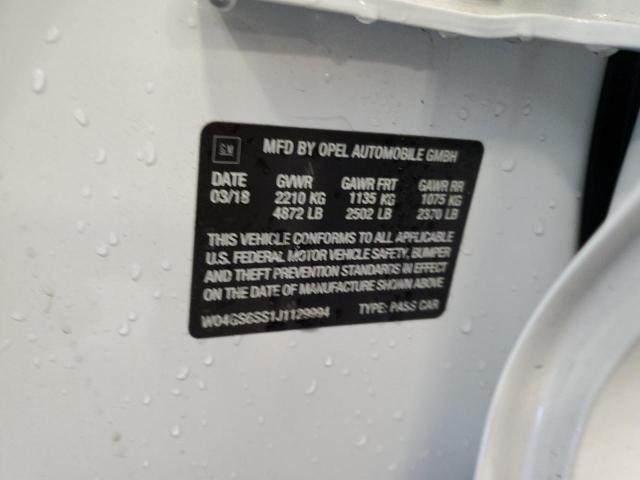 GM MFD BY OPEL AUTOMOBILE GMBH
DATE GVWR GAWR FRT GAWR RR
03/18 2210 KG 1135 KG 1075 KG
4872 LB 2502 LB 2370 LB
THIS VEHICLE CONFORMS TO ALL APPLICABLE
U.S. FEDERAL MOTOR VEHICLE SAFETY, BUMPER
AND THEFT PREVENTION STANDARDS IN EFFECT
ON THE DATE OF MANUFACTURE SHOWN ABOVE
W04GS6SS1J1129994 TYPE: PASS CAR